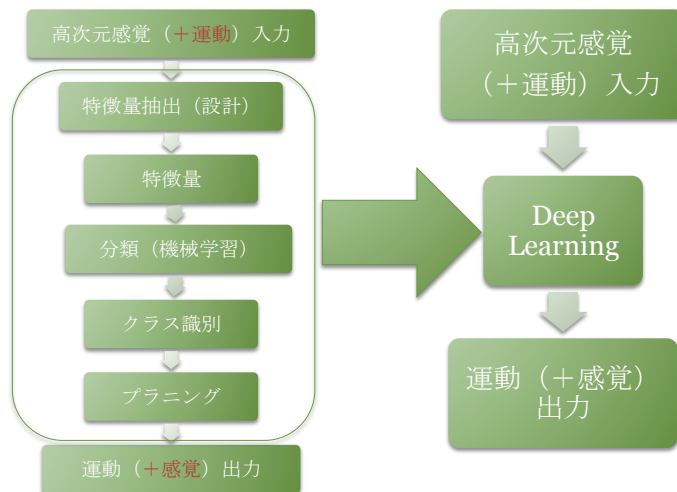 高次元感覚（＋運動）入力
特徴量抽出（設計）
特徴量
分類（機械学習）
クラス識別
プラニング
運動（＋感覚）出力
高次元感覚
（＋運動）入力
Deep
Learning
運動（＋感覚）
出力